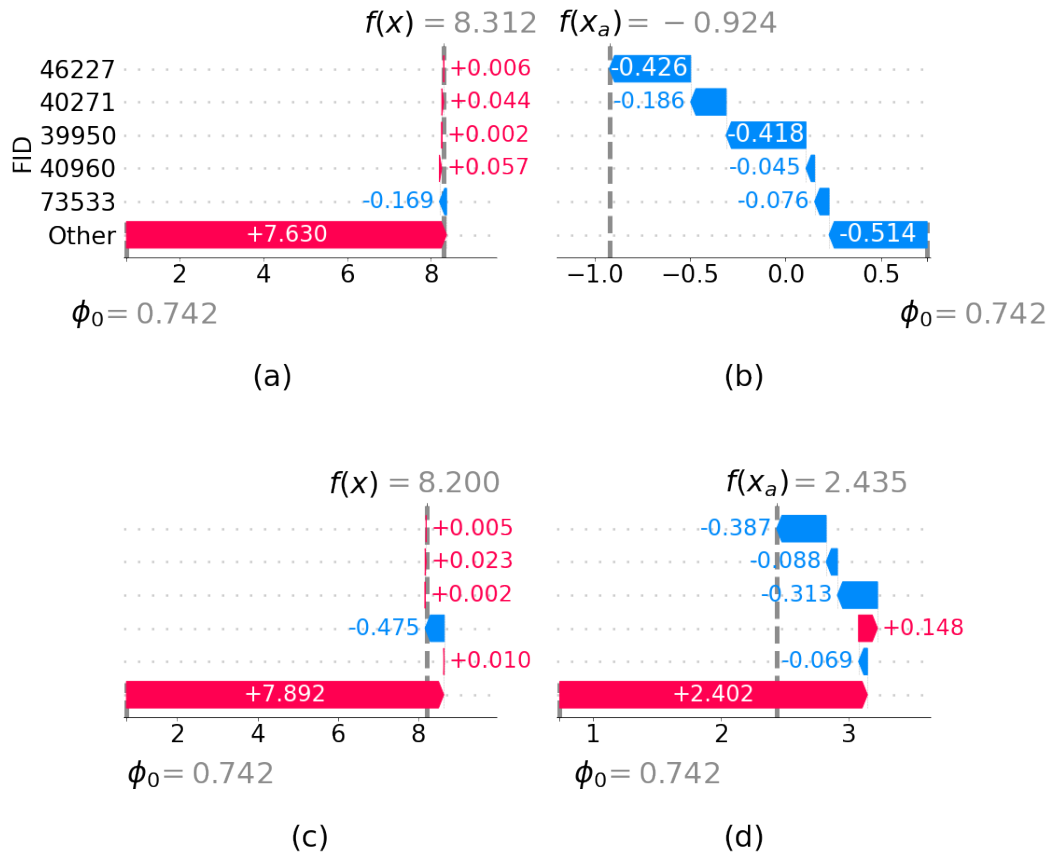 f(x) = 8.312
f(xₐ) = − 0.924
FID
46227
+0.006
-0.426
40271
+0.044
-0.186
39950
+0.002
-0.418
40960
+0.057
-0.045
73533
-0.169
-0.076
Other
+7.630
-0.514
2 4 6 8
−1.0 −0.5 0.0 0.5
ϕ₀ = 0.742
ϕ₀ = 0.742
(a)
(b)
f(x) = 8.200
f(xₐ) = 2.435
+0.005
-0.387
+0.023
-0.088
+0.002
-0.313
-0.475
+0.148
+0.010
-0.069
+7.892
+2.402
2 4 6 8
1 2 3
ϕ₀ = 0.742
ϕ₀ = 0.742
(c)
(d)